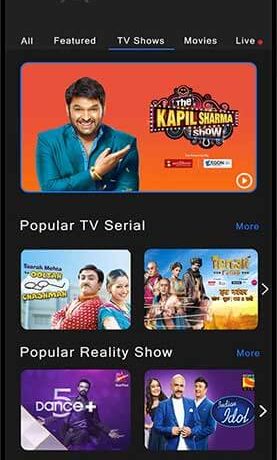 All Featured TV Shows Movies Live
The
KAPIL SHARMA
Show
Popular TV Serial More
Taarak Mehta
Ka
OOLTAH
CHASHMAH
Popular Reality Show More
5
DANCE+
Indian
Idol